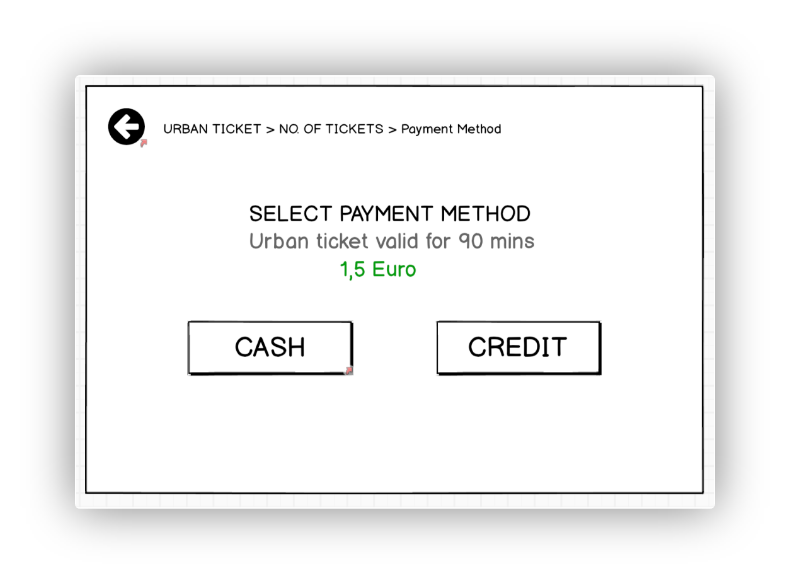 URBAN TICKET > NO. OF TICKETS > Payment Method
SELECT PAYMENT METHOD
Urban ticket valid for 90 mins
1,5 Euro
CASH
CREDIT